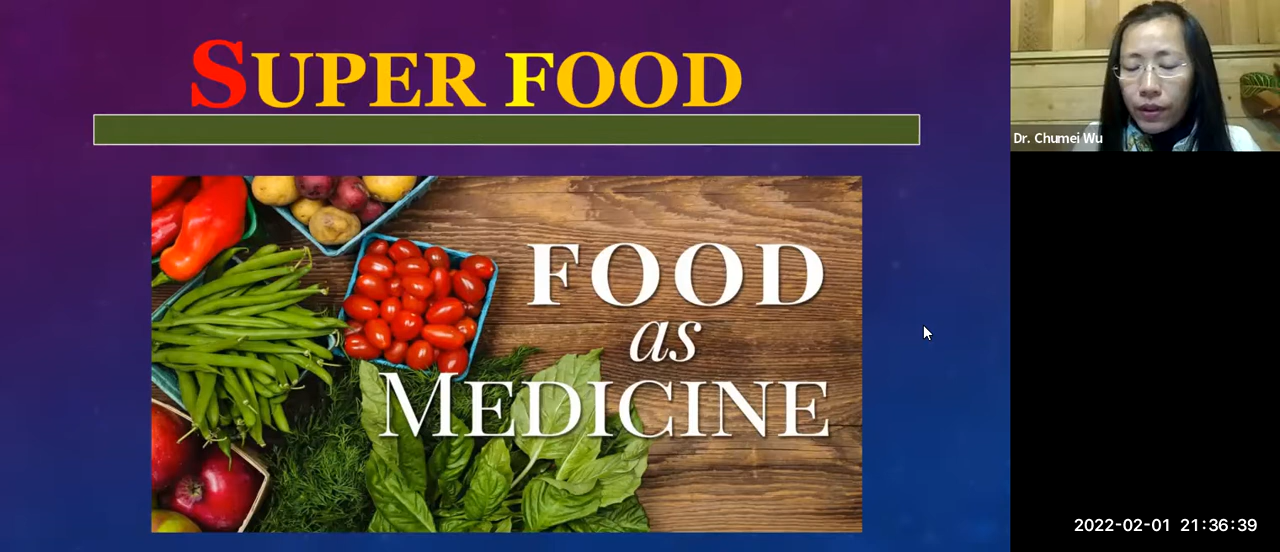 SUPER FOOD
FOOD
as
MEDICINE
Dr. Chumei Wu
2022-02-01 21:36:39